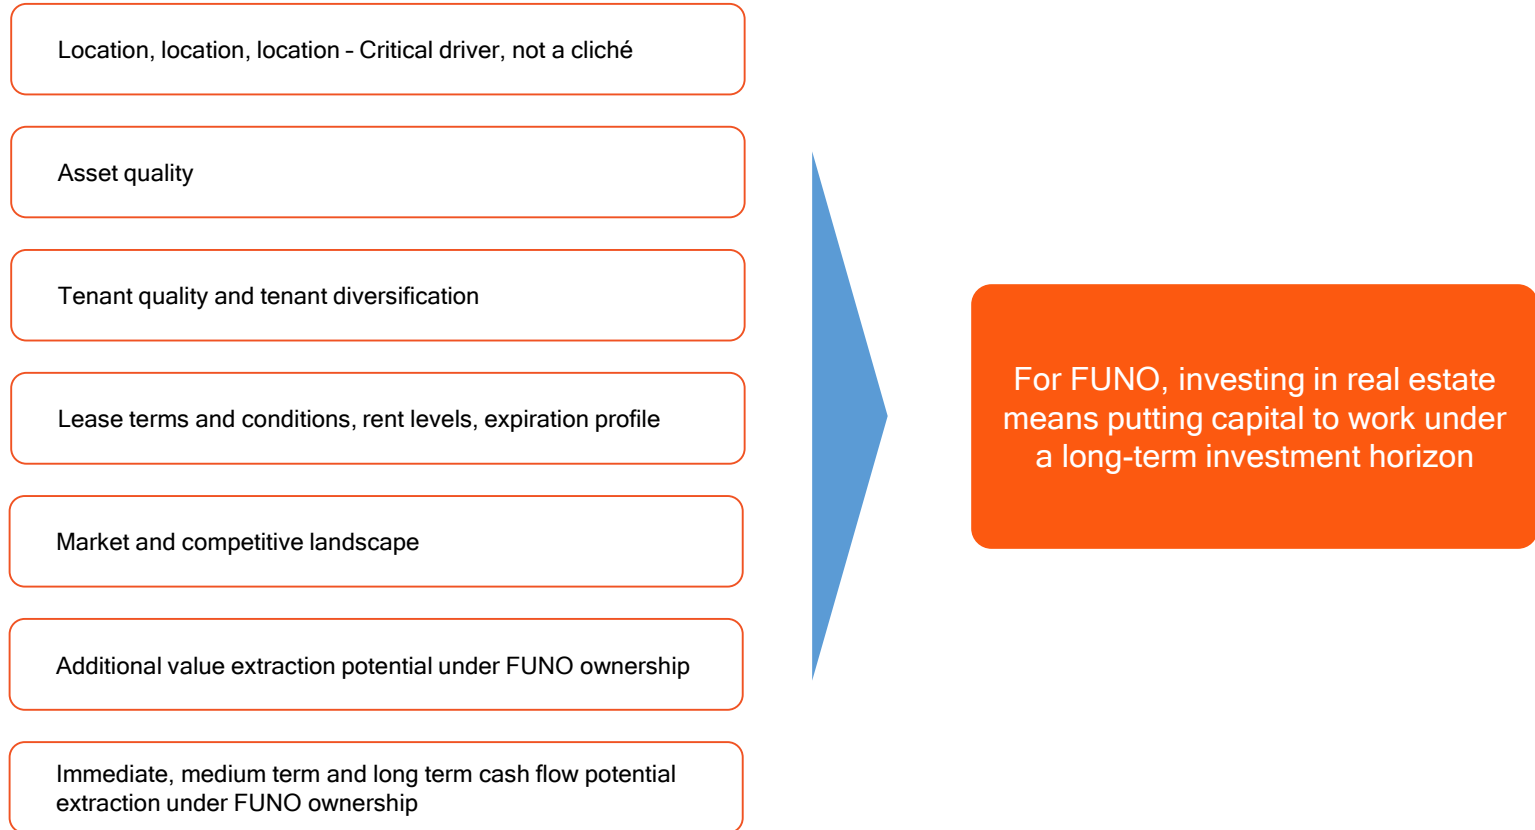 Location, location, location - Critical driver, not a cliché
Asset quality
Tenant quality and tenant diversification
Lease terms and conditions, rent levels, expiration profile
Market and competitive landscape
Additional value extraction potential under FUNO ownership
Immediate, medium term and long term cash flow potential
extraction under FUNO ownership
For FUNO, investing in real estate
means putting capital to work under
a long-term investment horizon